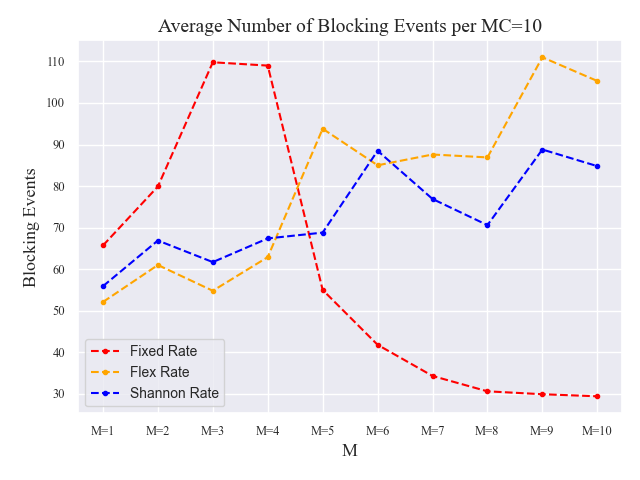 Average Number of Blocking Events per MC=10
Blocking Events
110
100
90
80
70
60
50
40
30
Fixed Rate
Flex Rate
Shannon Rate
M=1 M=2 M=3 M=4 M=5 M=6 M=7 M=8 M=9 M=10
M